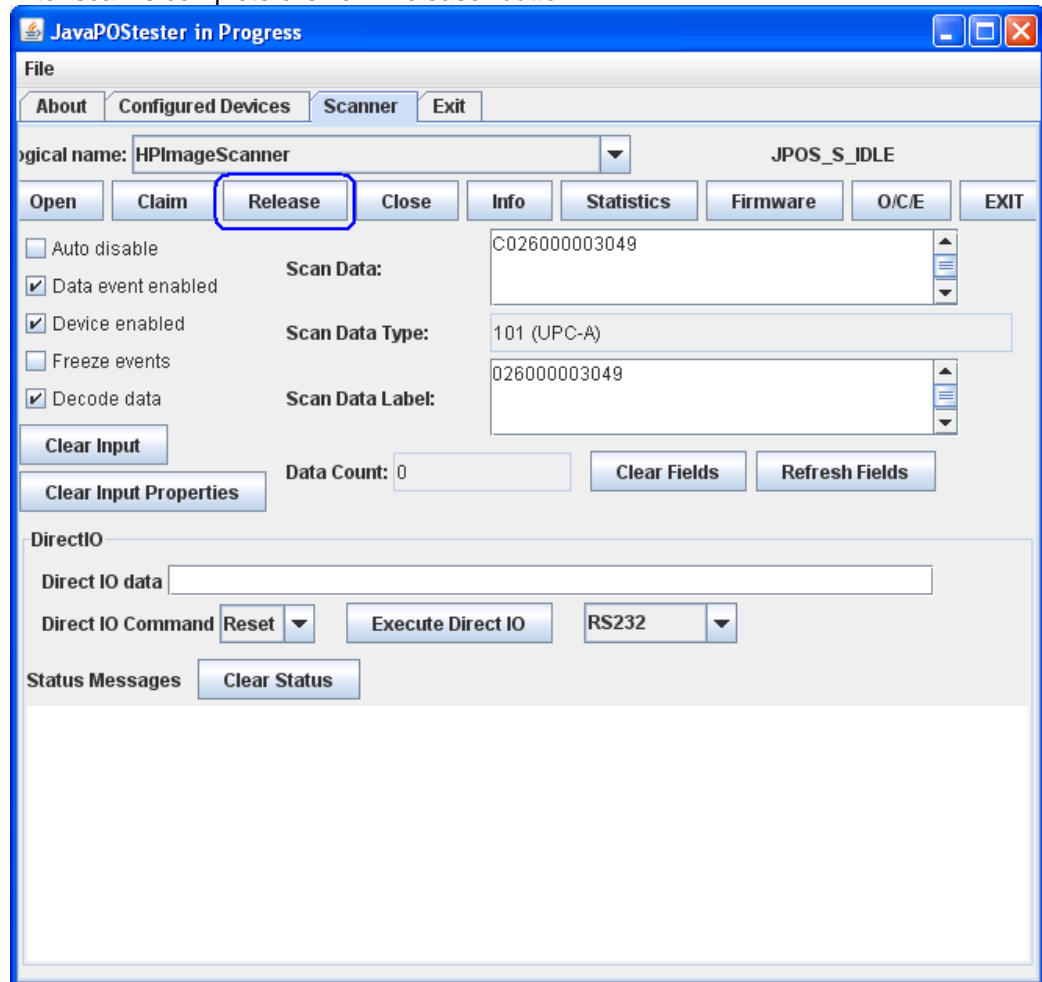 JavaPOStester in Progress
File
About Configured Devices Scanner Exit
ogical name: HPImageScanner JPOS_S_IDLE
Open Claim Release Close Info Statistics Firmware O/C/E EXIT
Auto disable
Data event enabled
Device enabled
Freeze events
Decode data
Clear Input
Clear Input Properties
Scan Data: C026000003049
Scan Data Type: 101 (UPC-A)
Scan Data Label: 026000003049
Data Count: 0 Clear Fields Refresh Fields
DirectIO
Direct IO data
Direct IO Command Reset Execute Direct IO RS232
Status Messages Clear Status